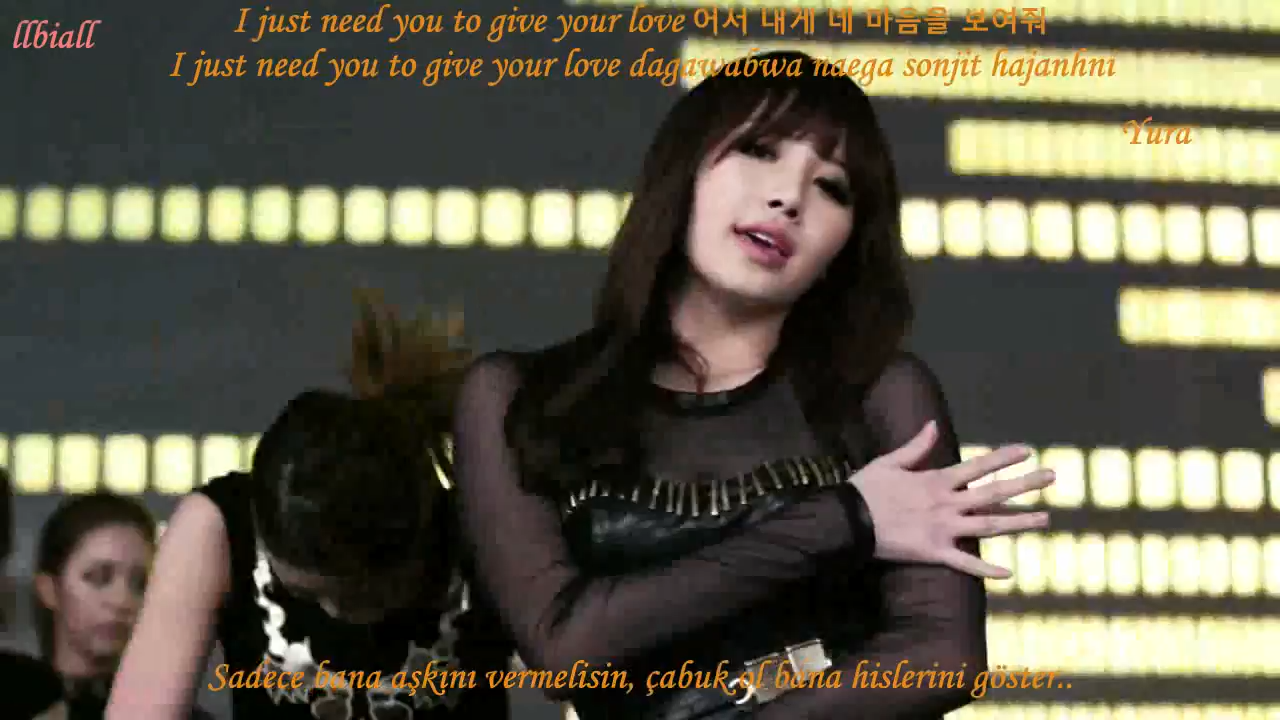 llbiall
I just need you to give your love 어서 내게 네 마음을 보여줘
I just need you to give your love dagawabwa naega sonjit hajanhni
Yura
Sadece bana aşkını vermelisin, çabuk ol bana hislerini göster..